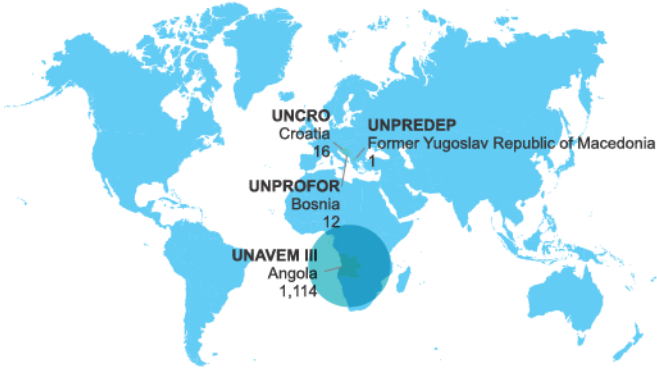 UNCRO
Croatia
16
UNPREDEP
Former Yugoslav Republic of Macedonia
1
UNPROFOR
Bosnia
12
UNAVEM III
Angola
1,114